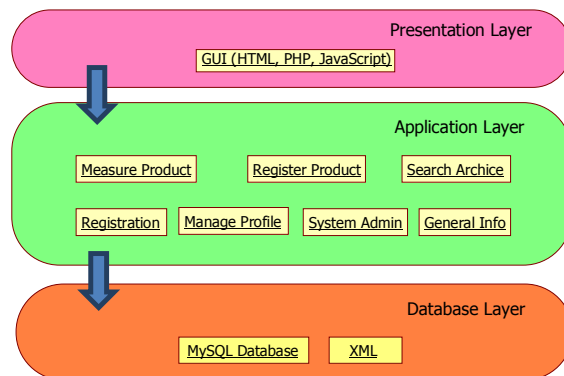 Presentation Layer
GUI (HTML, PHP, JavaScript)
Application Layer
Measure Product
Register Product
Search Archice
Registration
Manage Profile
System Admin
General Info
Database Layer
MySQL Database
XML